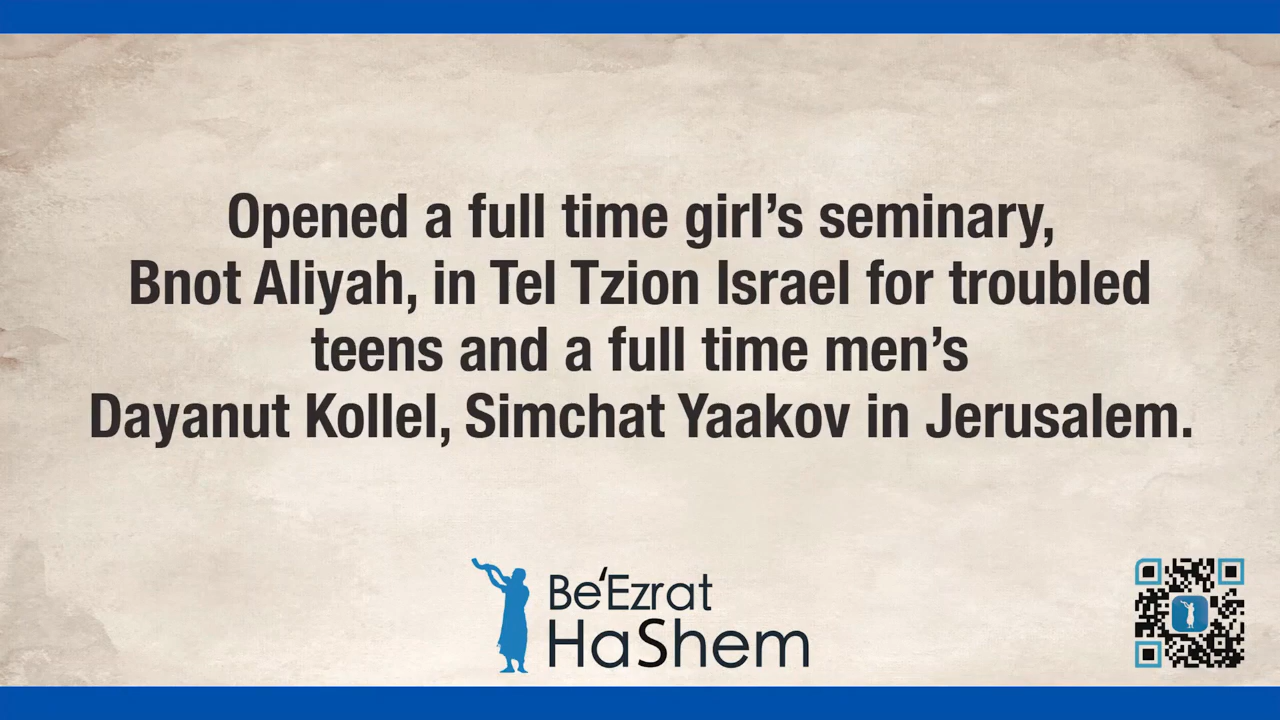 Opened a full time girl’s seminary,
Bnot Aliyah, in Tel Tzion Israel for troubled
teens and a full time men’s
Dayanut Kollel, Simchat Yaakov in Jerusalem.
Be‘Ezrat
HaShem